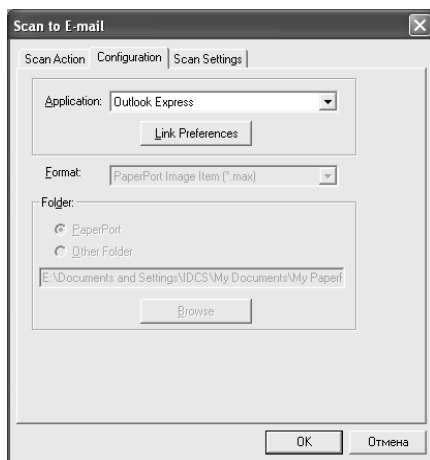 Scan to E-mail
Scan Action Configuration Scan Settings
Application: Outlook Express
Link Preferences
Format: PaperPort Image Item (*.max)
Folder:
PaperPort
Other Folder
E:\Documents and Settings\IDCS\My Documents\My Paperf
Browse
OK Отмена